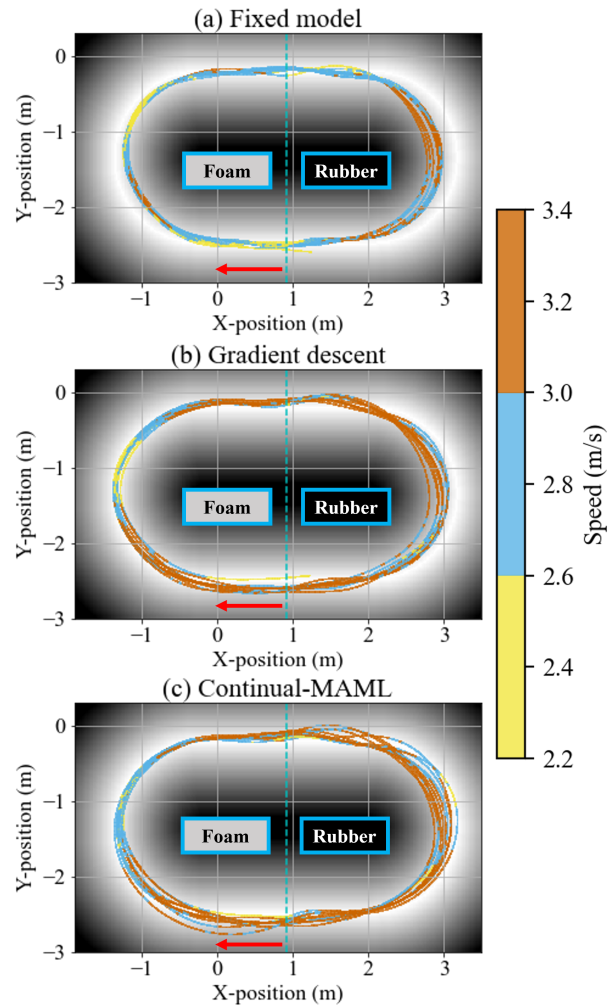 (a) Fixed model
0
−1
−2
−3
Y-position (m)
Foam
Rubber
−1
0
1
2
3
X-position (m)
(b) Gradient descent
0
−1
−2
−3
Y-position (m)
Foam
Rubber
−1
0
1
2
3
X-position (m)
(c) Continual-MAML
0
−1
−2
−3
Y-position (m)
Foam
Rubber
−1
0
1
2
3
X-position (m)
3.4
3.2
3.0
2.8
2.6
2.4
2.2
Speed (m/s)